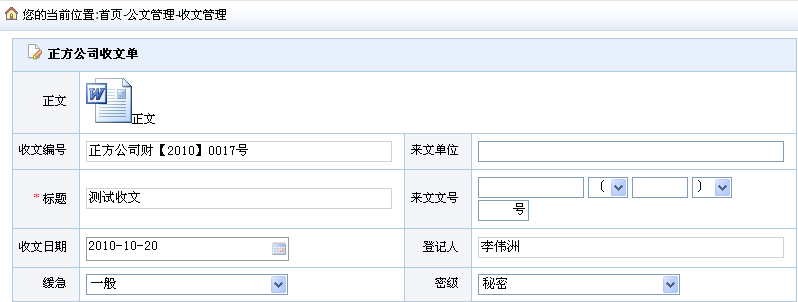 您的当前位置:首页-公文管理-收文管理
正方公司收文单
正文 正文
收文编号 正方公司财【2010】0017号 来文单位
*标题 测试收文 来文文号 （ ）
号
收文日期 2010-10-20 登记人 李伟洲
缓急 一般 密级 秘密